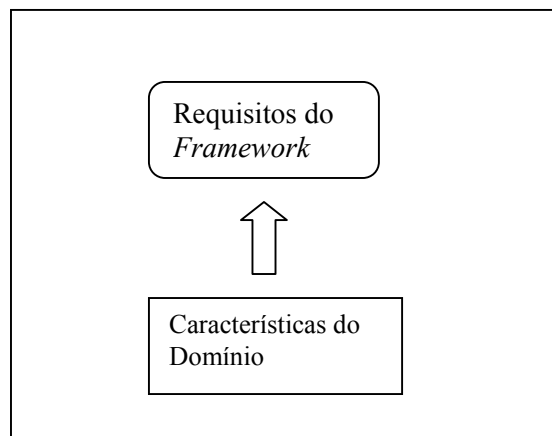 Requisitos do
Framework
Características do
Domínio